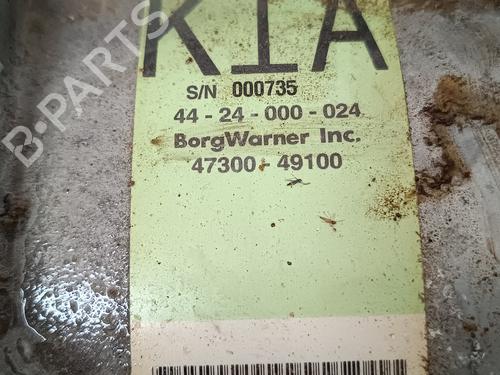 B-PARTS
KIA
S/N 000735
44 - 24 - 000 - 024
BorgWarner Inc.
47300 - 49100